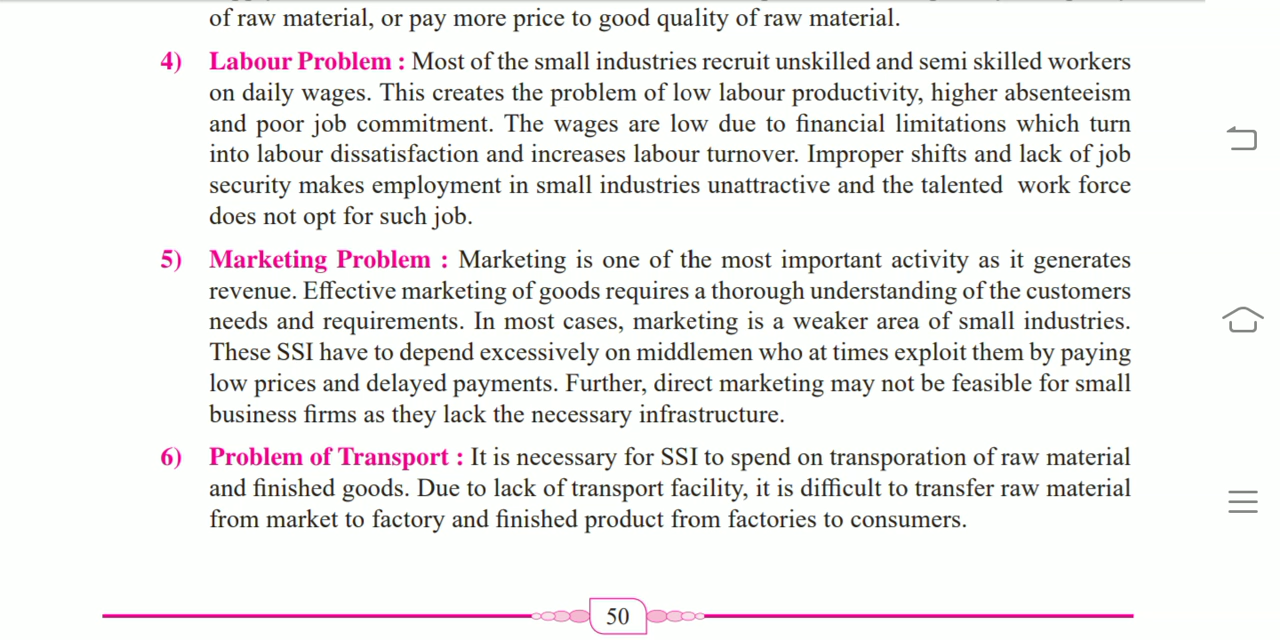 of raw material, or pay more price to good quality of raw material.
4) Labour Problem : Most of the small industries recruit unskilled and semi skilled workers
on daily wages. This creates the problem of low labour productivity, higher absenteeism
and poor job commitment. The wages are low due to financial limitations which turn
into labour dissatisfaction and increases labour turnover. Improper shifts and lack of job
security makes employment in small industries unattractive and the talented work force
does not opt for such job.
5) Marketing Problem : Marketing is one of the most important activity as it generates
revenue. Effective marketing of goods requires a thorough understanding of the customers
needs and requirements. In most cases, marketing is a weaker area of small industries.
These SSI have to depend excessively on middlemen who at times exploit them by paying
low prices and delayed payments. Further, direct marketing may not be feasible for small
business firms as they lack the necessary infrastructure.
6) Problem of Transport : It is necessary for SSI to spend on transporation of raw material
and finished goods. Due to lack of transport facility, it is difficult to transfer raw material
from market to factory and finished product from factories to consumers.
50